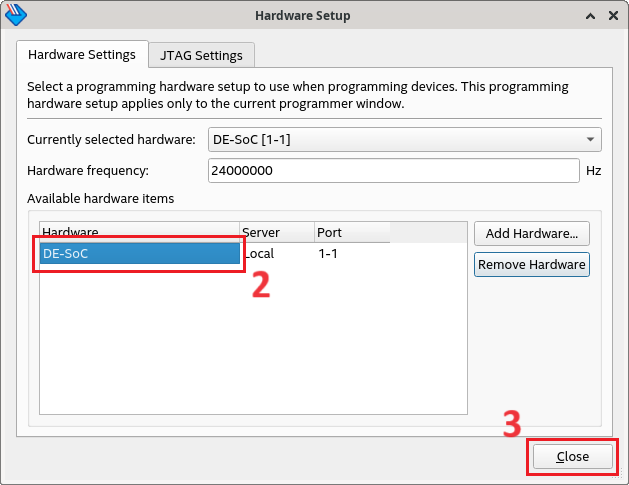 Hardware Setup
Hardware Settings
JTAG Settings
Select a programming hardware setup to use when programming devices. This programming
hardware setup applies only to the current programmer window.
Currently selected hardware:
DE-SoC [1-1]
Hardware frequency:
24000000
Hz
Available hardware items
Hardware
Server
Port
DE-SoC
Local
1-1
Add Hardware...
Remove Hardware
2
3
Close